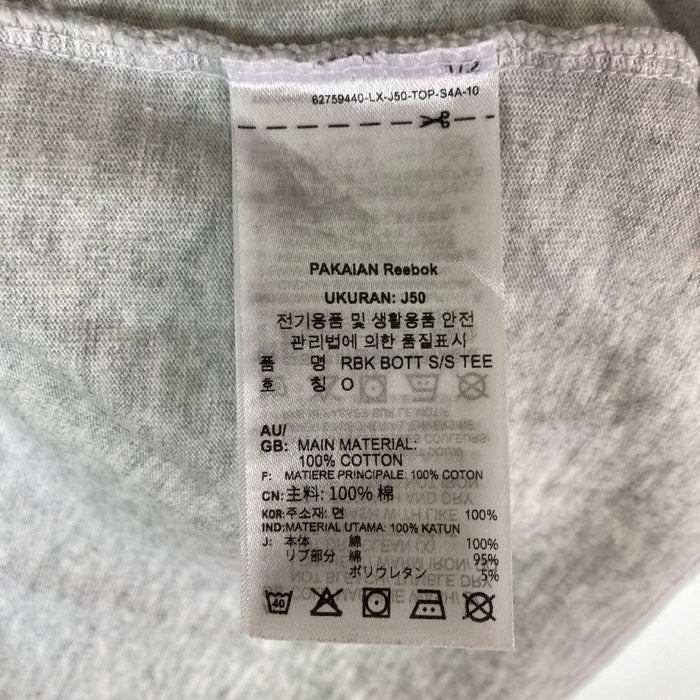 62759440-LX-J50-TOP-S4A-10
PAKAIAN Reebok
UKURAN: J50
전기용품 및 생활용품 안전
관리법에 의한 품질표시
품 명 RBK BOTT S/S TEE
호 칭 O
AU/
GB: MAIN MATERIAL:
100% COTTON
F: MATIERE PRINCIPALE: 100% COTON
CN: 主料: 100% 棉
KOR: 주소재: 면 100%
IND: MATERIAL UTAMA: 100% KATUN
J: 本体 綿 100%
リブ部分 綿 95%
ポリウレタン 5%
40